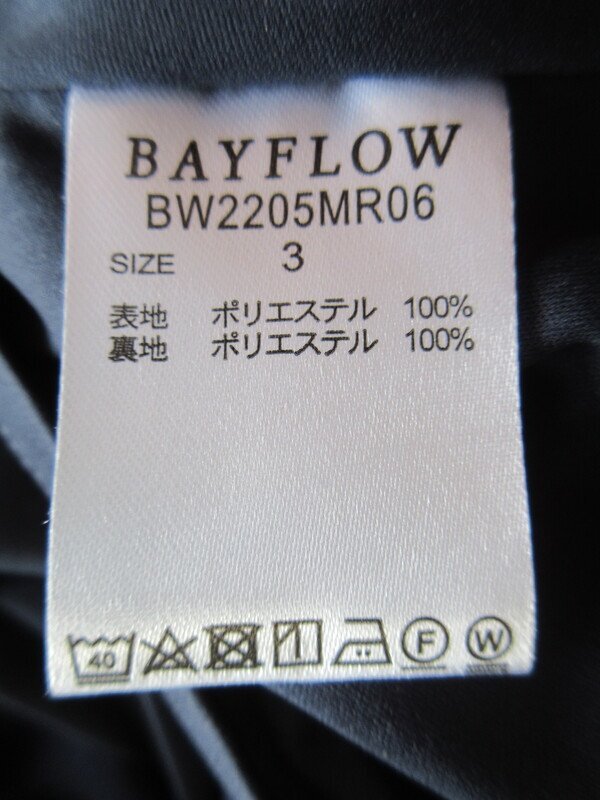 BAYFLOW
BW2205MR06
SIZE 3
表地 ポリエステル 100%
裏地 ポリエステル 100%
40 F W